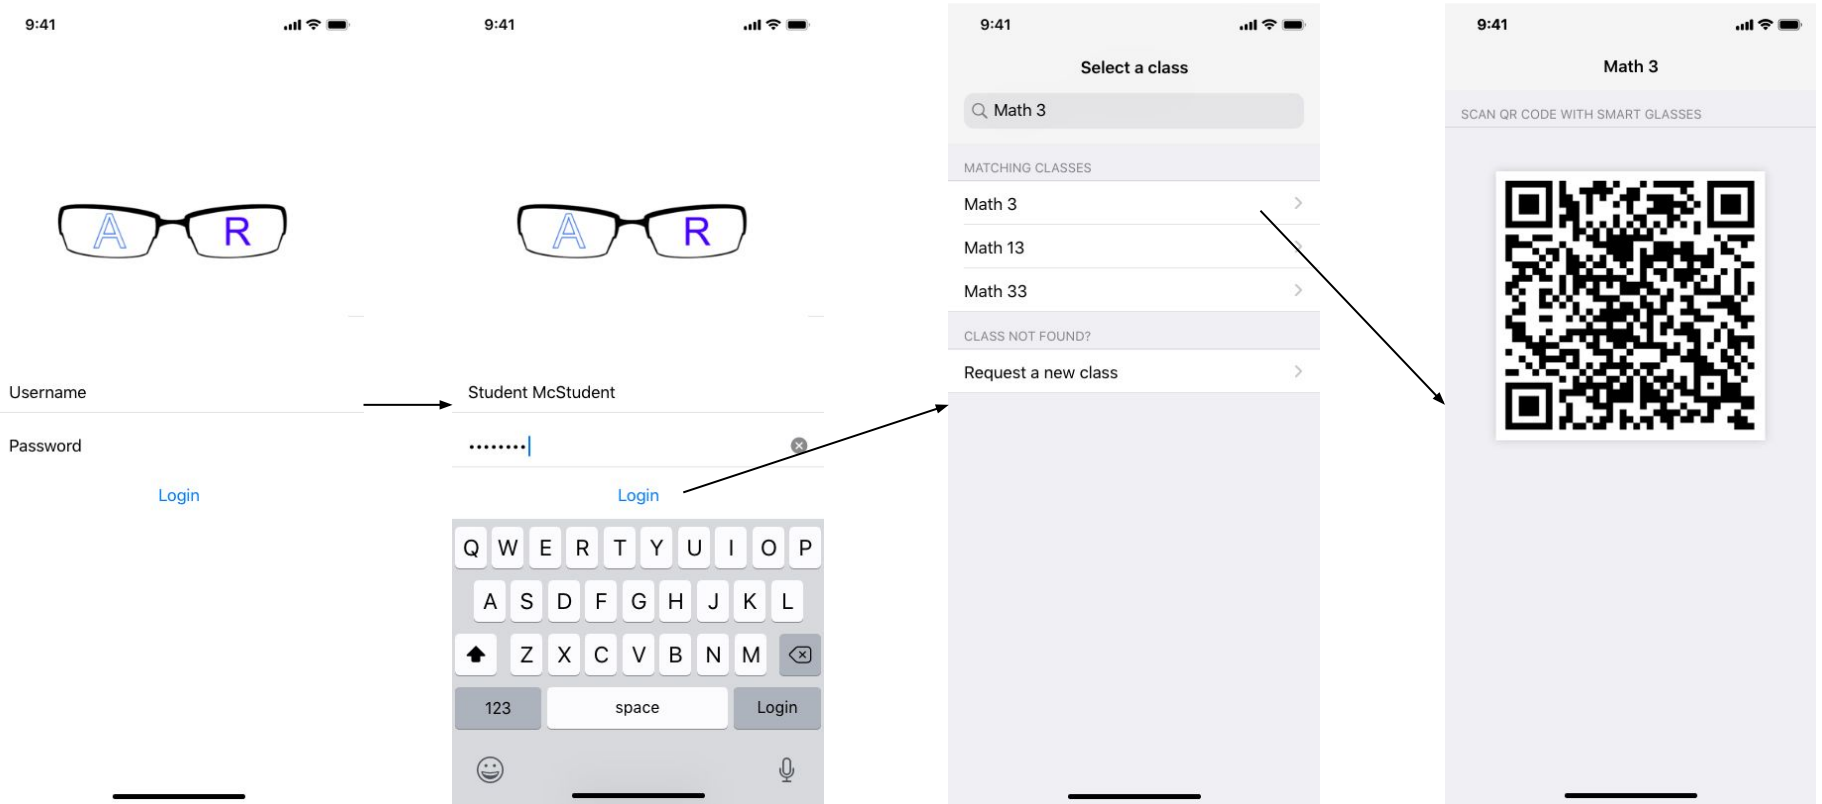 9:41
A R
Username
Password
Login
9:41
A R
Student McStudent
••••••••
Login
Q W E R T Y U I O P
A S D F G H J K L
Z X C V B N M
123 space Login
9:41
Select a class
Math 3
MATCHING CLASSES
Math 3
Math 13
Math 33
CLASS NOT FOUND?
Request a new class
9:41
Math 3
SCAN QR CODE WITH SMART GLASSES